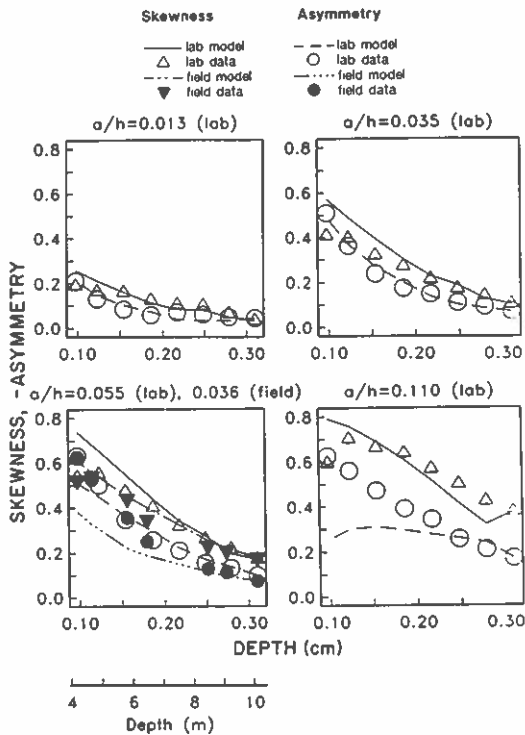 Skewness Asymmetry
lab model lab model
lab data lab data
field model field model
field data field data
a/h=0.013 (lab) a/h=0.035 (lab)
0.8 0.8
0.6 0.6
0.4 0.4
0.2 0.2
0.0 0.0
0.10 0.20 0.30 0.10 0.20 0.30
SKEWNESS, -ASYMMETRY
a/h=0.055 (lab), 0.036 (field) a/h=0.110 (lab)
0.8 0.8
0.6 0.6
0.4 0.4
0.2 0.2
0.0 0.0
0.10 0.20 0.30 0.10 0.20 0.30
DEPTH (cm)
4 6 8 10
Depth (m)